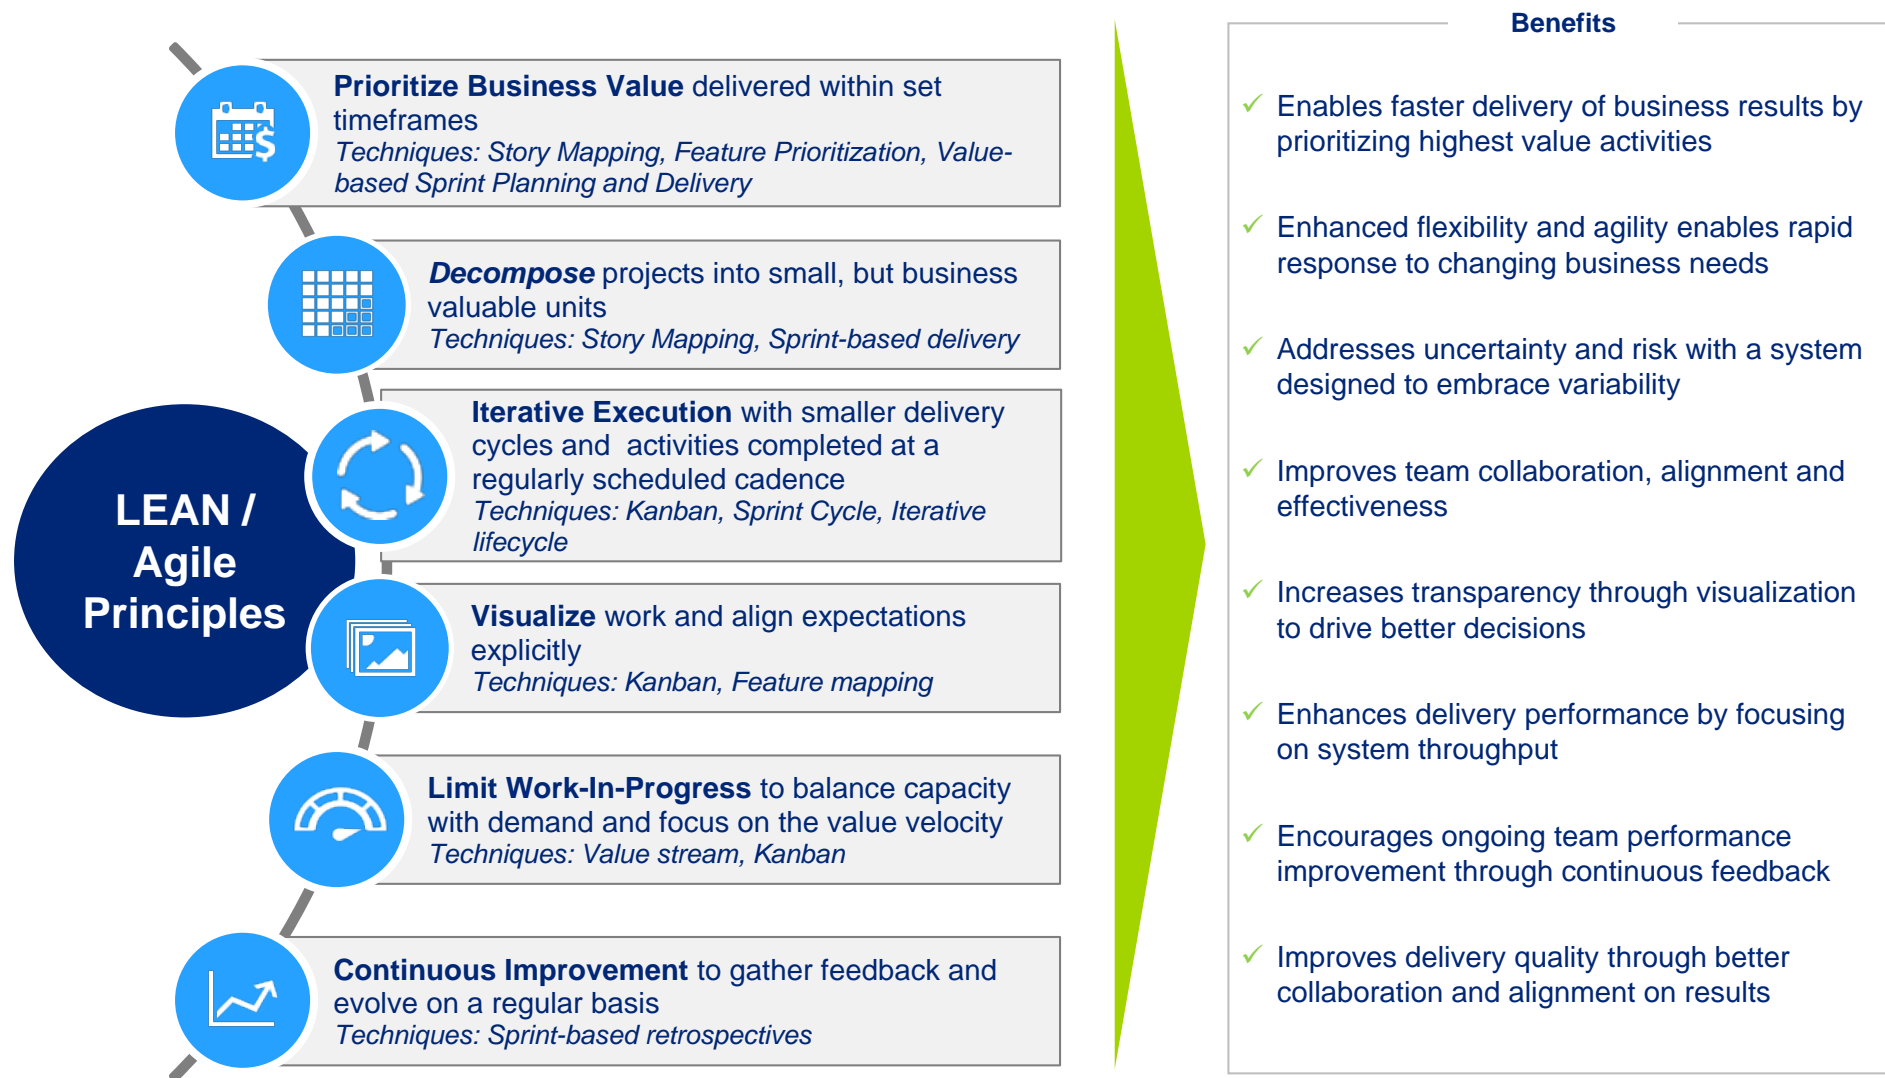 LEAN /
Agile
Principles
Prioritize Business Value delivered within set
timeframes
Techniques: Story Mapping, Feature Prioritization, Value-
based Sprint Planning and Delivery
Decompose projects into small, but business
valuable units
Techniques: Story Mapping, Sprint-based delivery
Iterative Execution with smaller delivery
cycles and  activities completed at a
regularly scheduled cadence
Techniques: Kanban, Sprint Cycle, Iterative
lifecycle
Visualize work and align expectations
explicitly
Techniques: Kanban, Feature mapping
Limit Work-In-Progress to balance capacity
with demand and focus on the value velocity
Techniques: Value stream, Kanban
Continuous Improvement to gather feedback and
evolve on a regular basis
Techniques: Sprint-based retrospectives
Benefits
✓ Enables faster delivery of business results by
prioritizing highest value activities
✓ Enhanced flexibility and agility enables rapid
response to changing business needs
✓ Addresses uncertainty and risk with a system
designed to embrace variability
✓ Improves team collaboration, alignment and
effectiveness
✓ Increases transparency through visualization
to drive better decisions
✓ Enhances delivery performance by focusing
on system throughput
✓ Encourages ongoing team performance
improvement through continuous feedback
✓ Improves delivery quality through better
collaboration and alignment on results